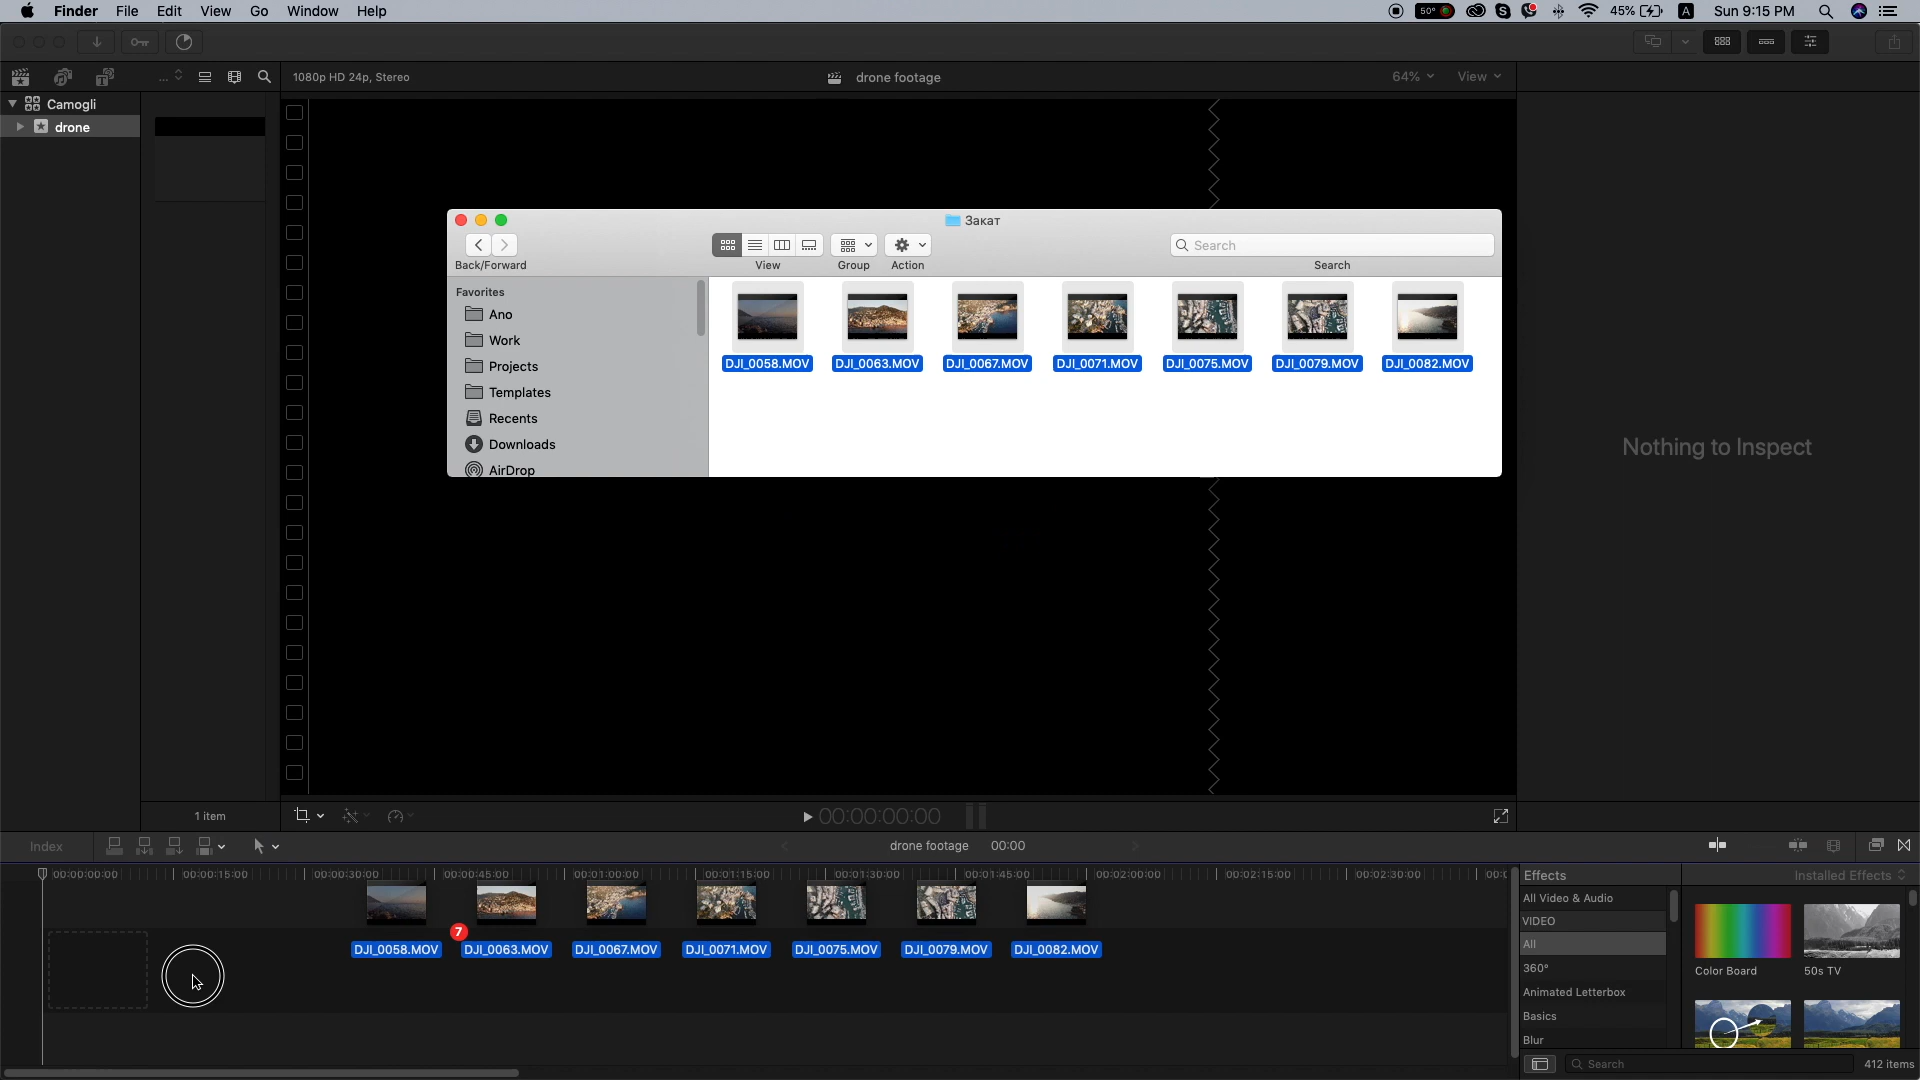 Finder File Edit View Go Window Help
50° 45% A Sun 9:15 PM
... 1080p HD 24p, Stereo drone footage 64% View
Camogli
drone
Закат
Back/Forward View Group Action Search
Search
Favorites
Ano
Work
Projects
Templates
Recents
Downloads
AirDrop
DJI_0058.MOV DJI_0063.MOV DJI_0067.MOV DJI_0071.MOV DJI_0075.MOV DJI_0079.MOV DJI_0082.MOV
Nothing to Inspect
1 item 00:00:00:00
Index drone footage 00:00
00:00:00:00 00:00:15:00 00:00:30:00 00:00:45:00 00:01:00:00 00:01:15:00 00:01:30:00 00:01:45:00 00:02:00:00 00:02:15:00 00:02:30:00
7
DJI_0058.MOV DJI_0063.MOV DJI_0067.MOV DJI_0071.MOV DJI_0075.MOV DJI_0079.MOV DJI_0082.MOV
Effects Installed Effects
All Video & Audio
VIDEO
All
360°
Animated Letterbox
Basics
Blur
Color Board 50s TV
Search 412 items